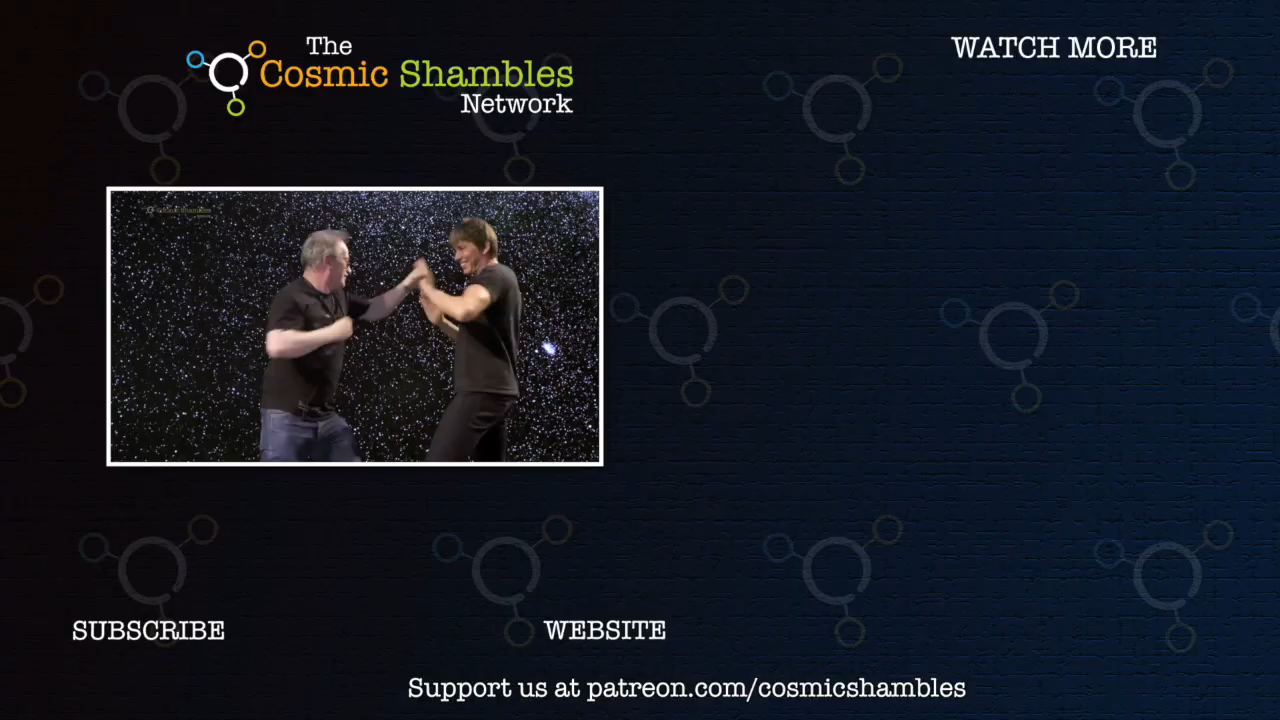 The
Cosmic Shambles
Network
WATCH MORE
SUBSCRIBE
WEBSITE
Support us at patreon.com/cosmicshambles